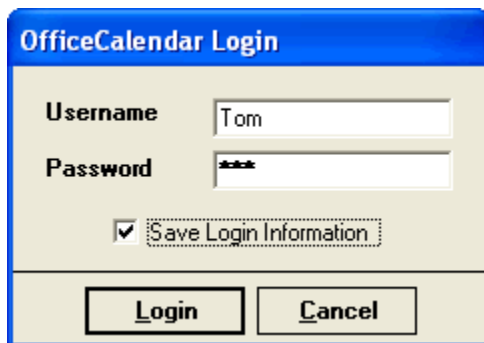 OfficeCalendar Login
Username Tom
Password ***
Save Login Information
Login Cancel